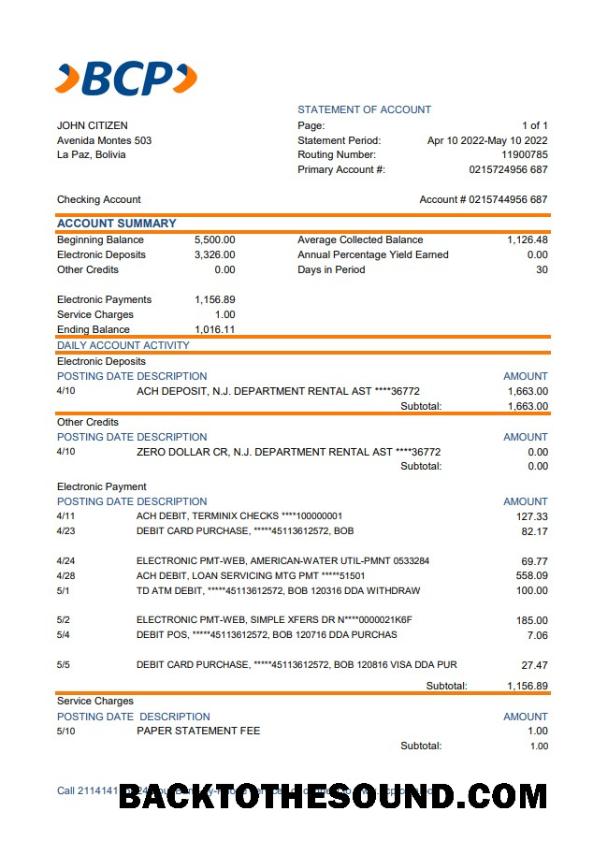 BCP
STATEMENT OF ACCOUNT
JOHN CITIZEN
Avenida Montes 503
La Paz, Bolivia
Page: 1 of 1
Statement Period: Apr 10 2022-May 10 2022
Routing Number: 11900785
Primary Account #: 0215724956 687
Checking Account Account # 0215744956 687
ACCOUNT SUMMARY
Beginning Balance 5,500.00 Average Collected Balance 1,126.48
Electronic Deposits 3,326.00 Annual Percentage Yield Earned 0.00
Other Credits 0.00 Days in Period 30
Electronic Payments 1,156.89
Service Charges 1.00
Ending Balance 1,016.11
DAILY ACCOUNT ACTIVITY
Electronic Deposits
POSTING DATE DESCRIPTION AMOUNT
4/10 ACH DEPOSIT, N.J. DEPARTMENT RENTAL AST ****36772 1,663.00
Subtotal: 1,663.00
Other Credits
POSTING DATE DESCRIPTION AMOUNT
4/10 ZERO DOLLAR CR, N.J. DEPARTMENT RENTAL AST ****36772 0.00
Subtotal: 0.00
Electronic Payment
POSTING DATE DESCRIPTION AMOUNT
4/11 ACH DEBIT, TERMINIX CHECKS ****100000001 127.33
4/23 DEBIT CARD PURCHASE, *****45113612572, BOB 82.17
4/24 ELECTRONIC PMT-WEB, AMERICAN-WATER UTIL-PMNT 0533284 69.77
4/28 ACH DEBIT, LOAN SERVICING MTG PMT *****51501 558.09
5/1 TD ATM DEBIT, *****45113612572, BOB 120316 DDA WITHDRAW 100.00
5/2 ELECTRONIC PMT-WEB, SIMPLE XFERS DR N****0000021K6F 185.00
5/4 DEBIT POS, *****45113612572, BOB 120716 DDA PURCHAS 7.06
5/5 DEBIT CARD PURCHASE, *****45113612572, BOB 120816 VISA DDA PUR 27.47
Subtotal: 1,156.89
Service Charges
POSTING DATE DESCRIPTION AMOUNT
5/10 PAPER STATEMENT FEE 1.00
Subtotal: 1.00
Call
BACKTOTHESOUND.COM